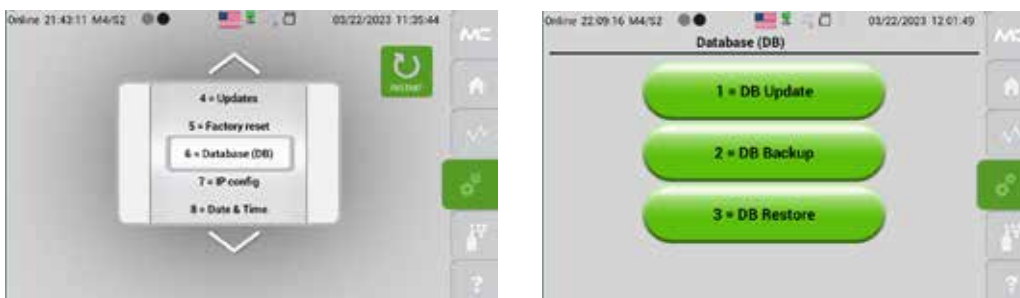 Online 21:43:11 M4/S2 03/22/2023 11:35:44
MC
RESTART
4 = Updates
5 = Factory reset
6 = Database (DB)
7 = IP config
8 = Date & Time
?
Online 22:09:16 M4/S2 03/22/2023 12:01:49
Database (DB)
MC
1 = DB Update
2 = DB Backup
3 = DB Restore
?